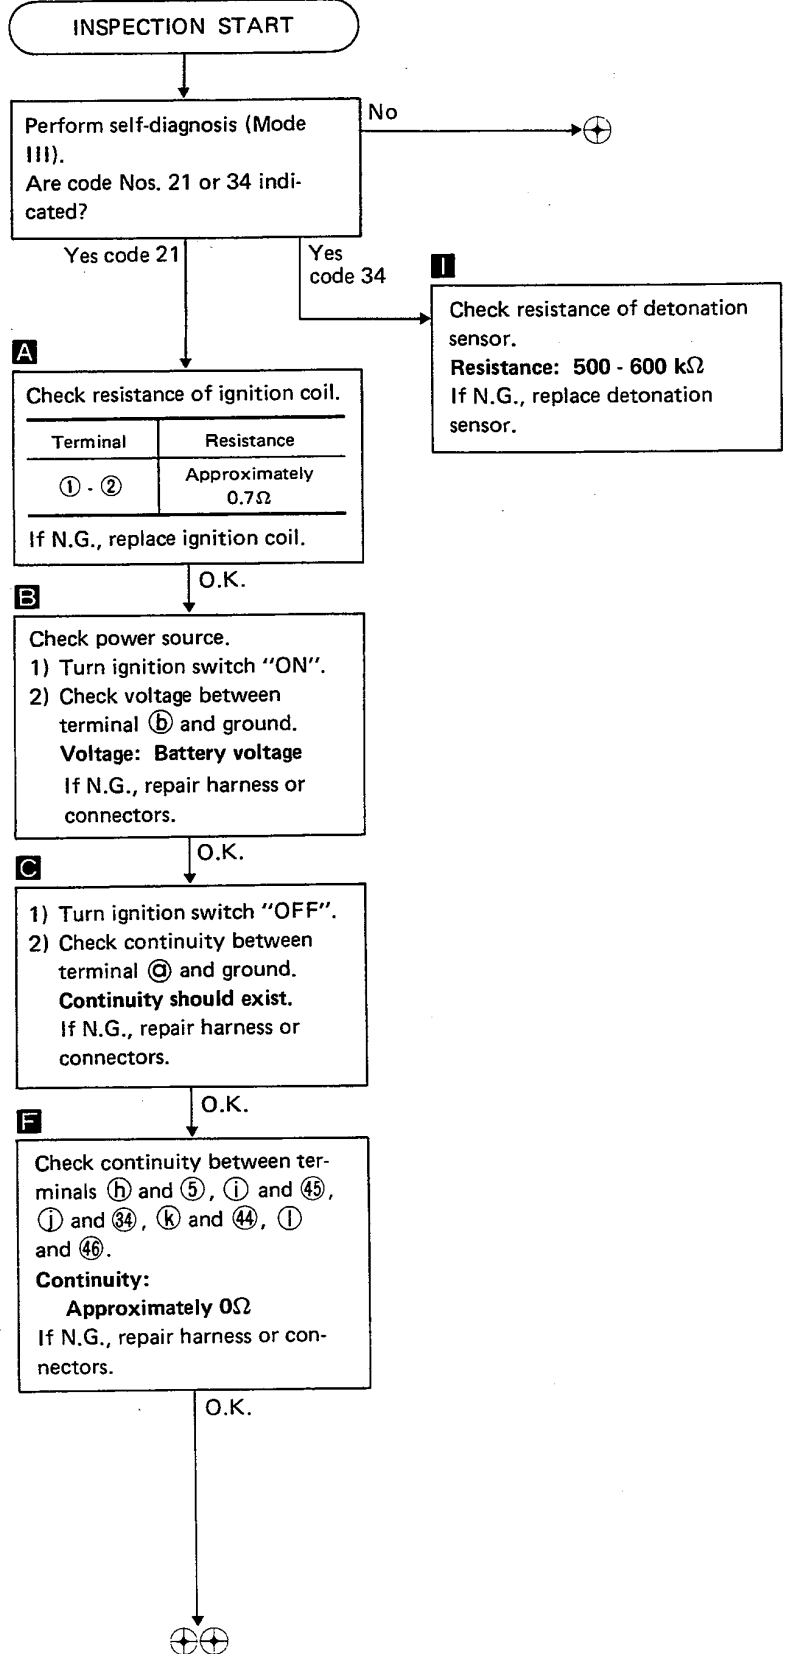 INSPECTION START
Perform self-diagnosis (Mode
III).
Are code Nos. 21 or 34 indi-
cated?
No
Yes code 21
Yes
code 34
I
Check resistance of detonation
sensor.
Resistance: 500 - 600 kΩ
If N.G., replace detonation
sensor.
A
Check resistance of ignition coil.
Terminal Resistance
① - ② Approximately
0.7Ω
If N.G., replace ignition coil.
O.K.
B
Check power source.
1) Turn ignition switch "ON".
2) Check voltage between
terminal ⓑ and ground.
Voltage: Battery voltage
If N.G., repair harness or
connectors.
O.K.
C
1) Turn ignition switch "OFF".
2) Check continuity between
terminal ⓐ and ground.
Continuity should exist.
If N.G., repair harness or
connectors.
O.K.
F
Check continuity between ter-
minals ⓗ and ⑤, ⓘ and ㊺,
ⓙ and ㉞, ⓚ and ㊹, ⓛ
and ㊻.
Continuity:
Approximately 0Ω
If N.G., repair harness or con-
nectors.
O.K.